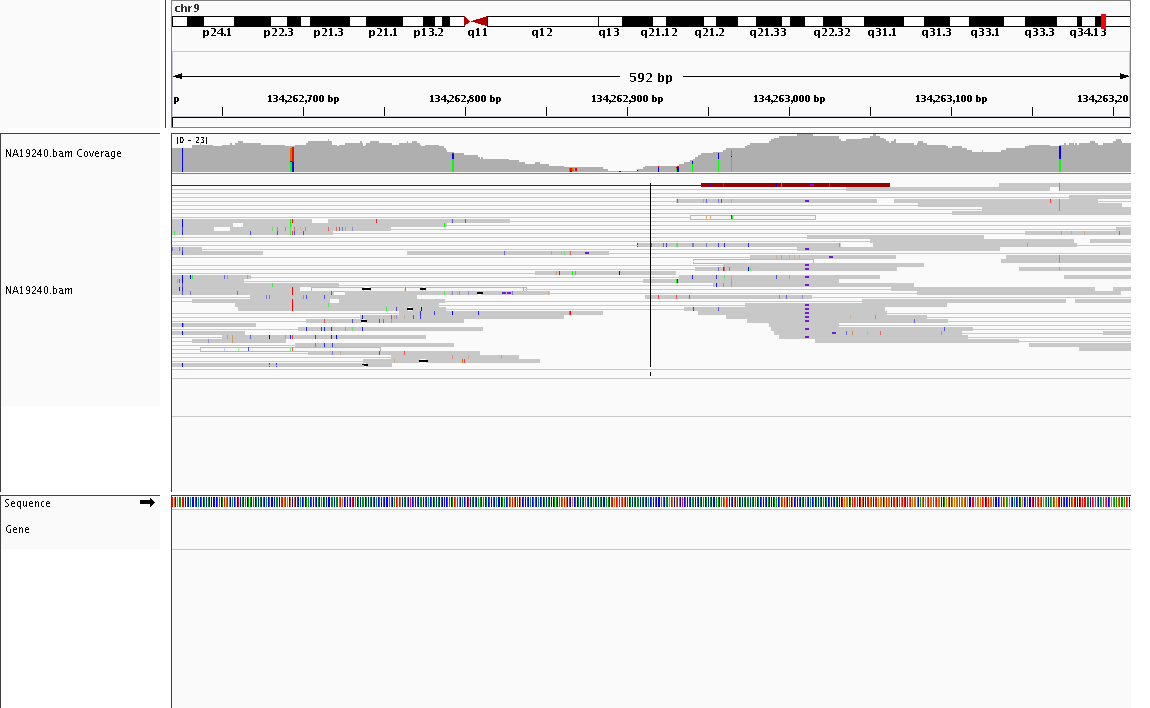 chr9
p24.1 p22.3 p21.3 p21.1 p13.2 q11 q12 q13 q21.12 q21.2 q21.33 q22.32 q31.1 q31.3 q33.1 q33.3 q34.13
592 bp
p 134,262,700 bp 134,262,800 bp 134,262,900 bp 134,263,000 bp 134,263,100 bp 134,263,20
[0 - 23]
NA19240.bam Coverage
NA19240.bam
Sequence
Gene